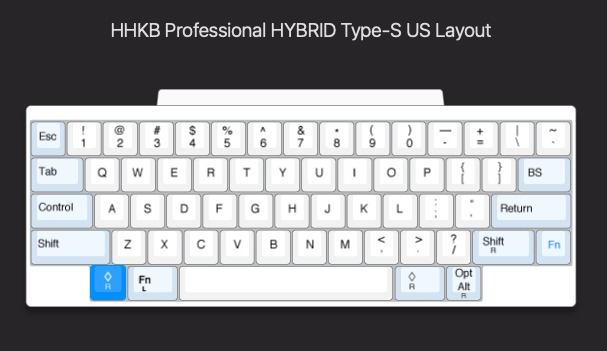 HHKB Professional HYBRID Type-S US Layout
Esc ! 1 @ 2 # 3 $ 4 % 5 ^ 6 & 7 * 8 ( 9 ) 0 — - + = | \ ~ `
Tab Q W E R T Y U I O P { [ } ] BS
Control A S D F G H J K L : ; " ' Return
Shift Z X C V B N M < , > . ? / Shift R Fn
◊ R Fn L ◊ R Opt Alt R